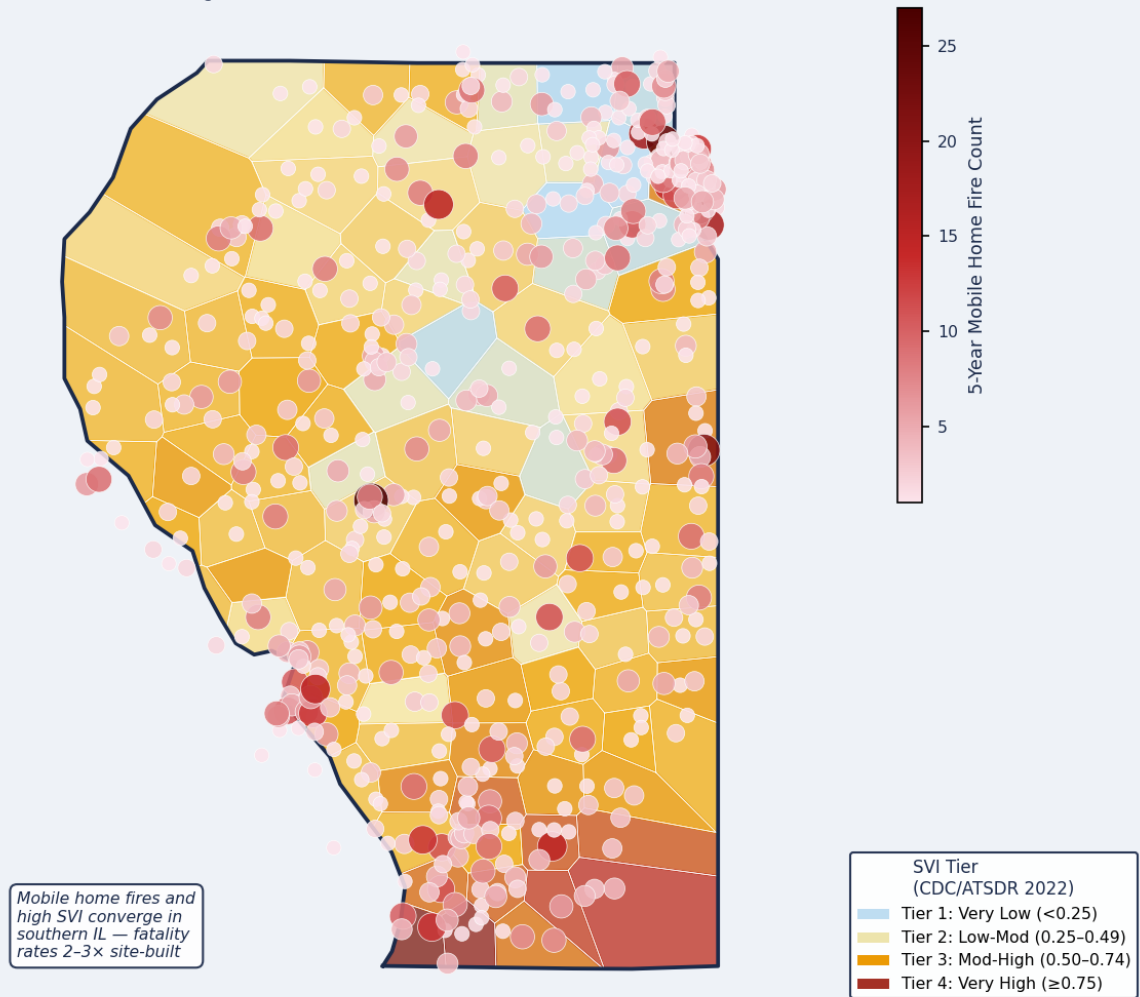 25
20
15
10
5
5-Year Mobile Home Fire Count
Mobile home fires and
high SVI converge in
southern IL — fatality
rates 2–3× site-built
SVI Tier
(CDC/ATSDR 2022)
Tier 1: Very Low (<0.25)
Tier 2: Low-Mod (0.25–0.49)
Tier 3: Mod-High (0.50–0.74)
Tier 4: Very High (≥0.75)